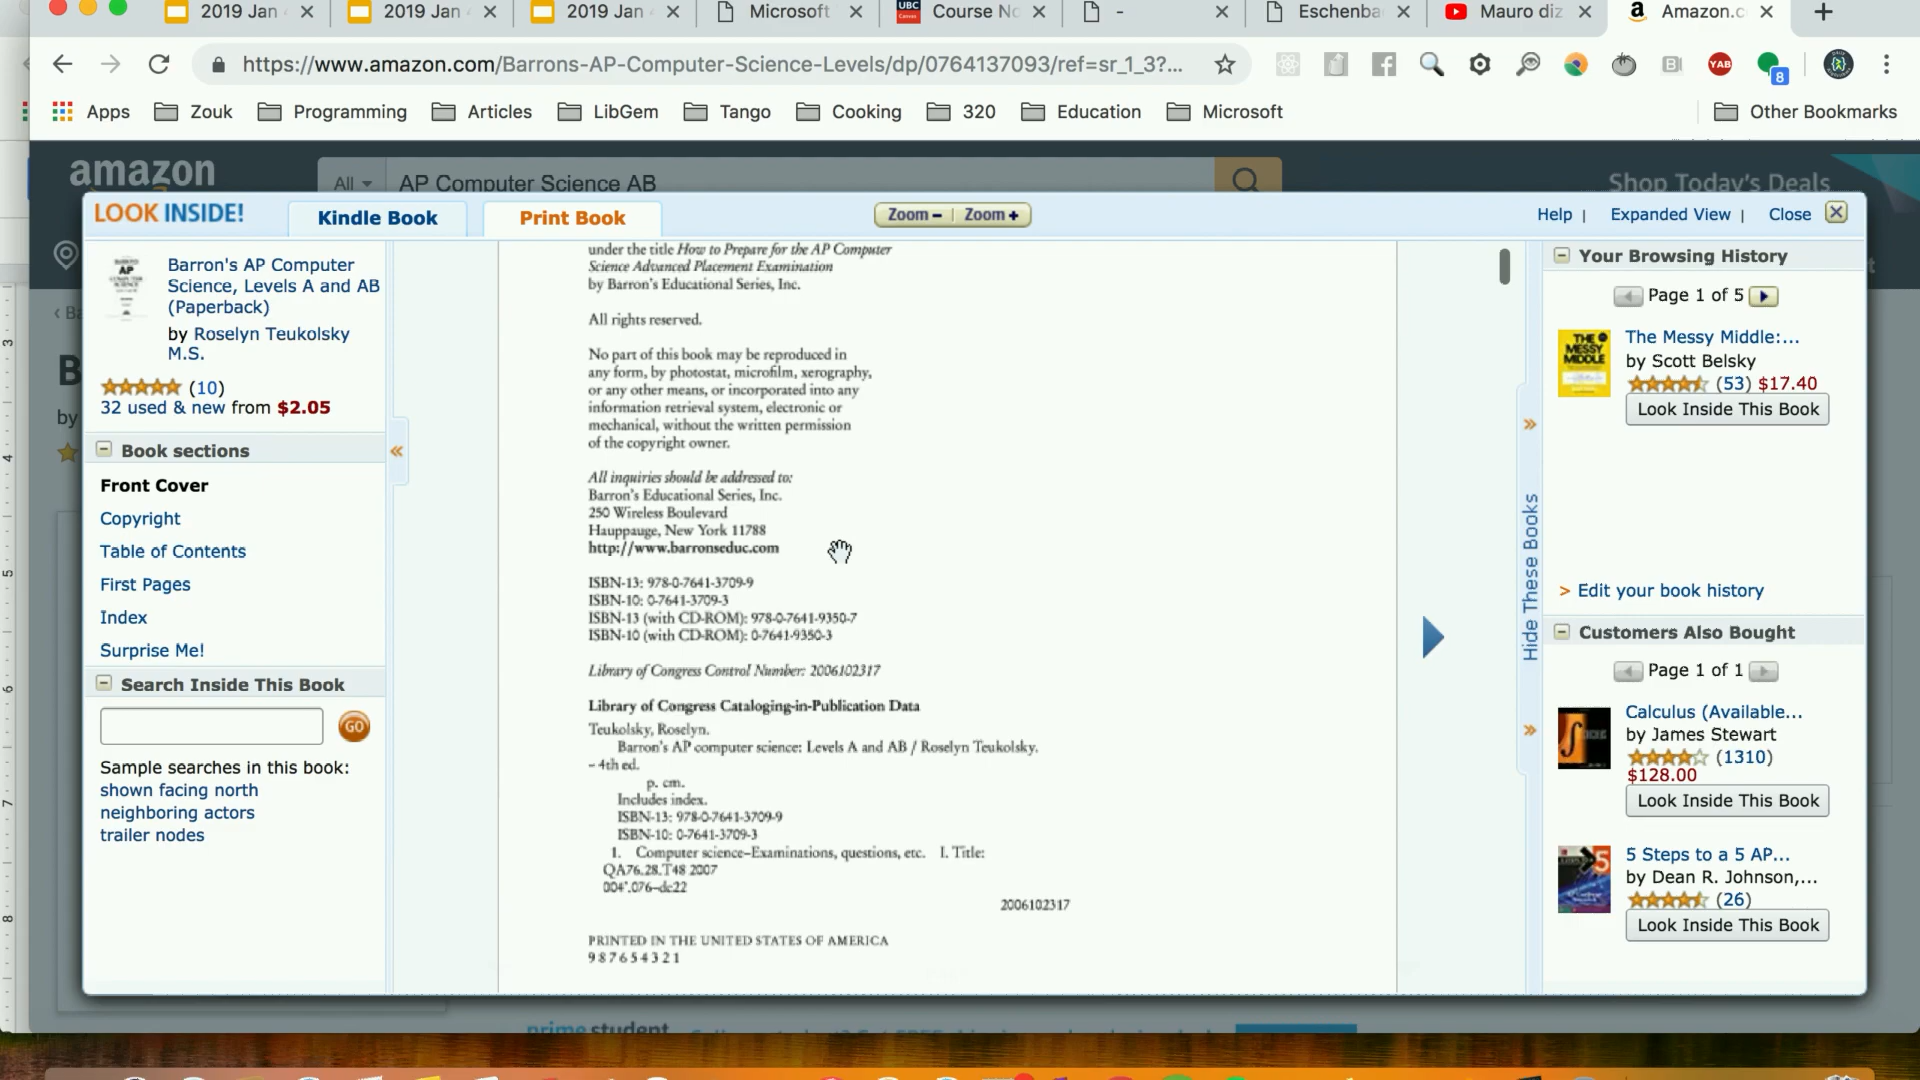 2019 Jan
2019 Jan
2019 Jan
Microsoft
UBC
Canvas
Course No
-
Eschenba
Mauro diz
Amazon.c
https://www.amazon.com/Barrons-AP-Computer-Science-Levels/dp/0764137093/ref=sr_1_3?...
YAB
8
Apps
Zouk
Programming
Articles
LibGem
Tango
Cooking
320
Education
Microsoft
Other Bookmarks
amazon
All
AP Computer Science AB
Shop Today's Deals
LOOK INSIDE!
Kindle Book
Print Book
Zoom - | Zoom +
Help | Expanded View | Close
Barron's AP Computer
Science, Levels A and AB
(Paperback)
by Roselyn Teukolsky
M.S.
(10)
32 used & new from $2.05
Book sections
Front Cover
Copyright
Table of Contents
First Pages
Index
Surprise Me!
Search Inside This Book
GO
Sample searches in this book:
shown facing north
neighboring actors
trailer nodes
under the title How to Prepare for the AP Computer
Science Advanced Placement Examination
by Barron's Educational Series, Inc.
All rights reserved.
No part of this book may be reproduced in
any form, by photostat, microfilm, xerography,
or any other means, or incorporated into any
information retrieval system, electronic or
mechanical, without the written permission
of the copyright owner.
All inquiries should be addressed to:
Barron's Educational Series, Inc.
250 Wireless Boulevard
Hauppauge, New York 11788
http://www.barronseduc.com
ISBN-13: 978-0-7641-3709-9
ISBN-10: 0-7641-3709-3
ISBN-13 (with CD-ROM): 978-0-7641-9350-7
ISBN-10 (with CD-ROM): 0-7641-9350-3
Library of Congress Control Number: 2006102317
Library of Congress Cataloging-in-Publication Data
Teukolsky, Roselyn.
Barron's AP computer science: Levels A and AB / Roselyn Teukolsky.
– 4th ed.
p. cm.
Includes index.
ISBN-13: 978-0-7641-3709-9
ISBN-10: 0-7641-3709-3
1. Computer science–Examinations, questions, etc. I. Title:
QA76.28.T48 2007
004'.076–dc22
2006102317
PRINTED IN THE UNITED STATES OF AMERICA
9 8 7 6 5 4 3 2 1
Hide These Books
Your Browsing History
Page 1 of 5
THE MESSY MIDDLE
The Messy Middle:...
by Scott Belsky
(53) $17.40
Look Inside This Book
> Edit your book history
Customers Also Bought
Page 1 of 1
Calculus (Available...
by James Stewart
(1310)
$128.00
Look Inside This Book
5 Steps to a 5 AP...
by Dean R. Johnson,...
(26)
Look Inside This Book
prime student
3
4
5
6
7
8